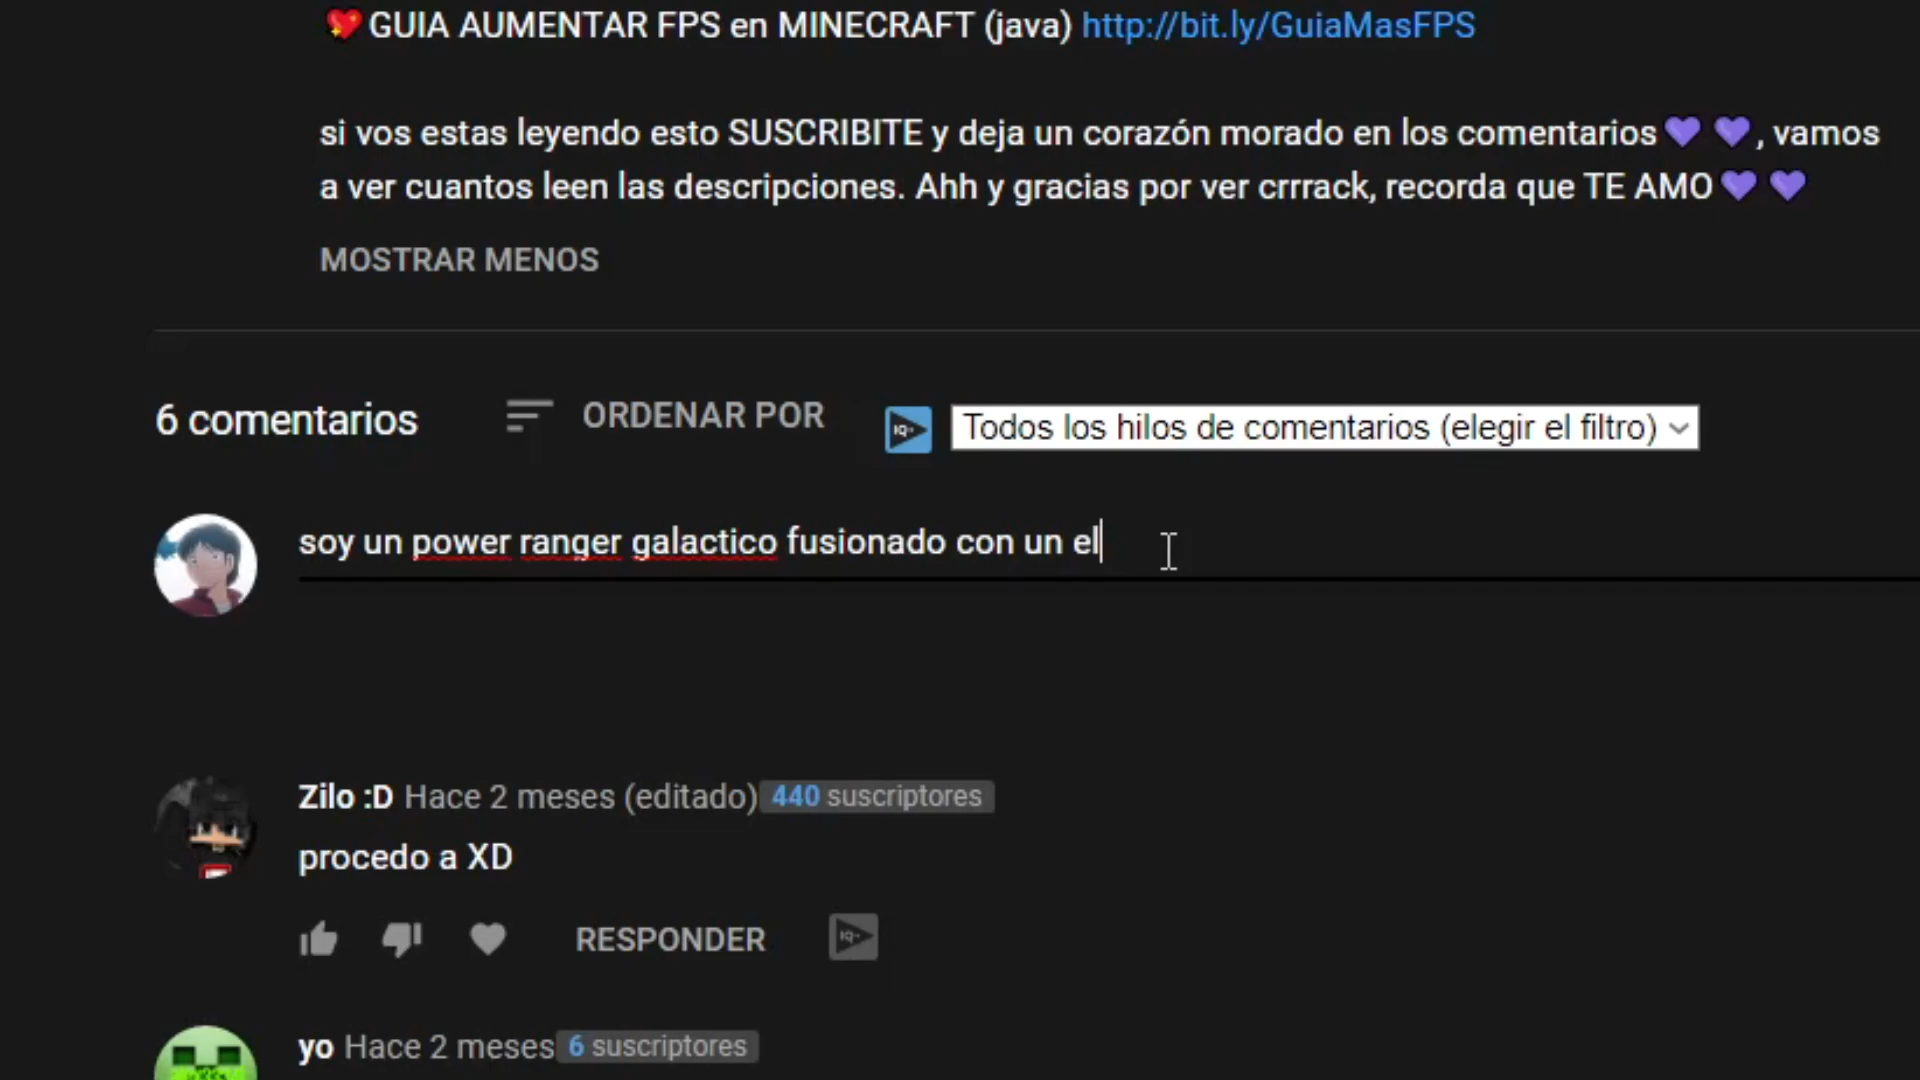 GUIA AUMENTAR FPS en MINECRAFT (java) http://bit.ly/GuiaMasFPS
si vos estas leyendo esto SUSCRIBITE y deja un corazón morado en los comentarios💜 💜, vamos
a ver cuantos leen las descripciones. Ahh y gracias por ver crrrack, recorda que TE AMO💜 💜
MOSTRAR MENOS
6 comentarios ORDENAR POR IQ Todos los hilos de comentarios (elegir el filtro)
soy un power ranger galactico fusionado con un el
Zilo :D Hace 2 meses (editado) 440 suscriptores
procedo a XD
RESPONDER IQ
yo Hace 2 meses 6 suscriptores